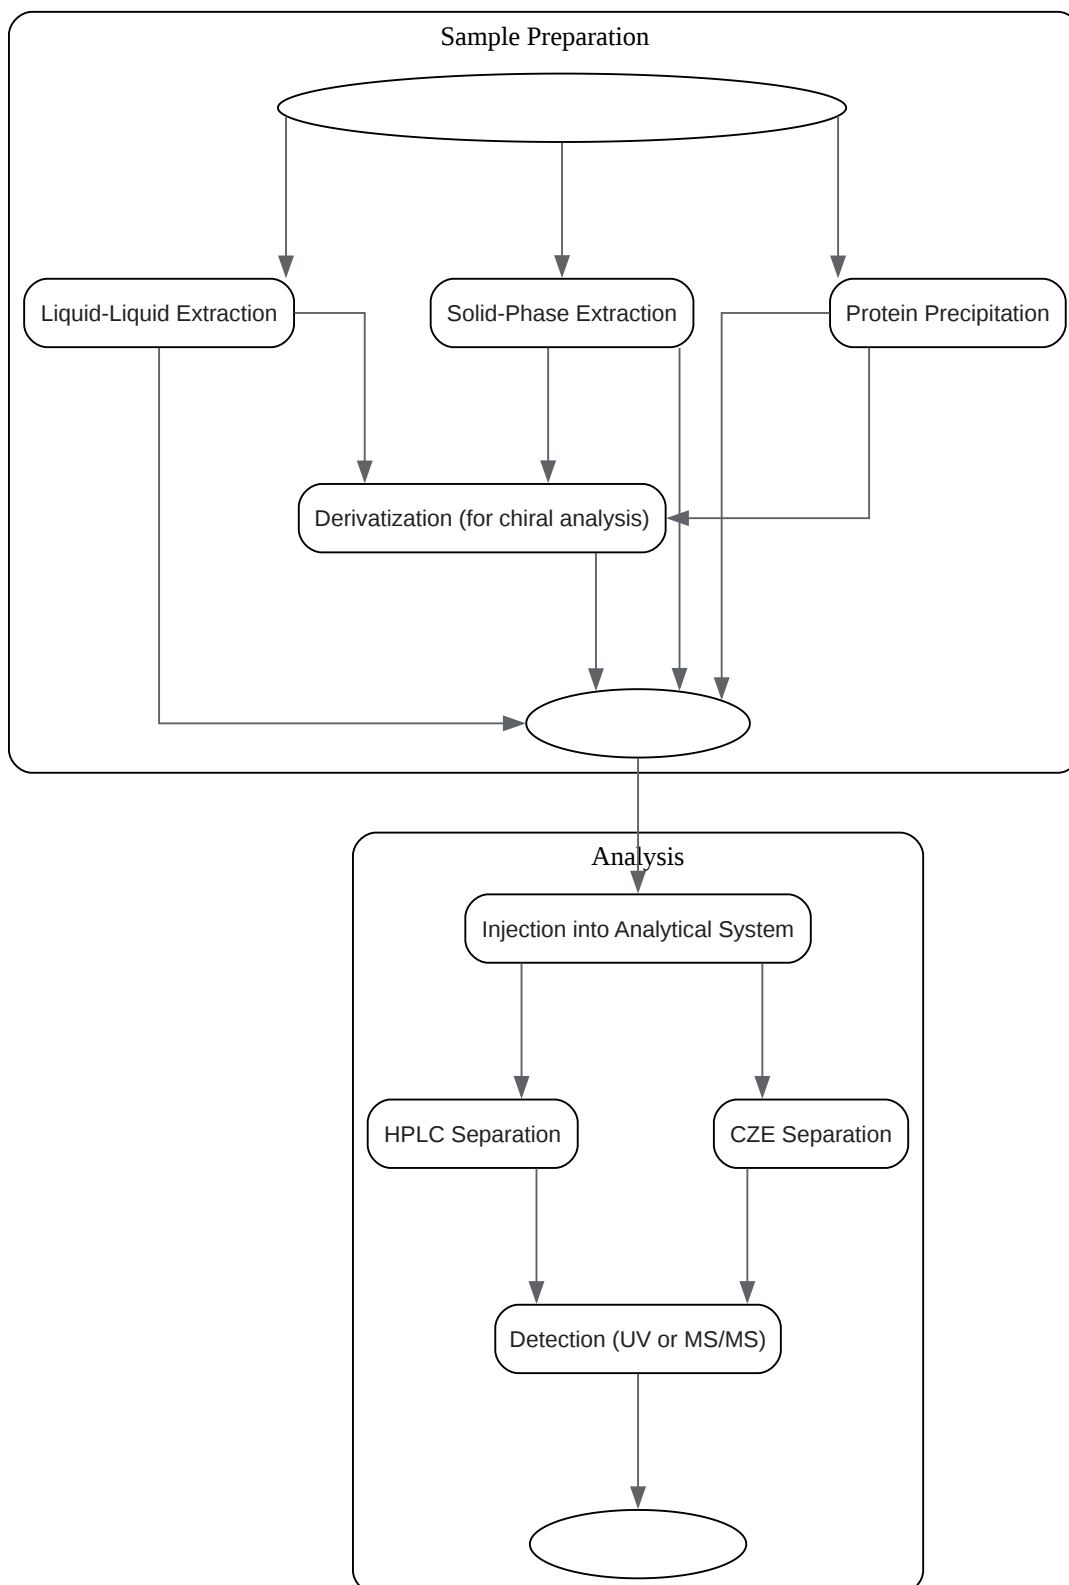 Sample Preparation
Liquid-Liquid Extraction
Solid-Phase Extraction
Protein Precipitation
Derivatization (for chiral analysis)
Analysis
Injection into Analytical System
HPLC Separation
CZE Separation
Detection (UV or MS/MS)